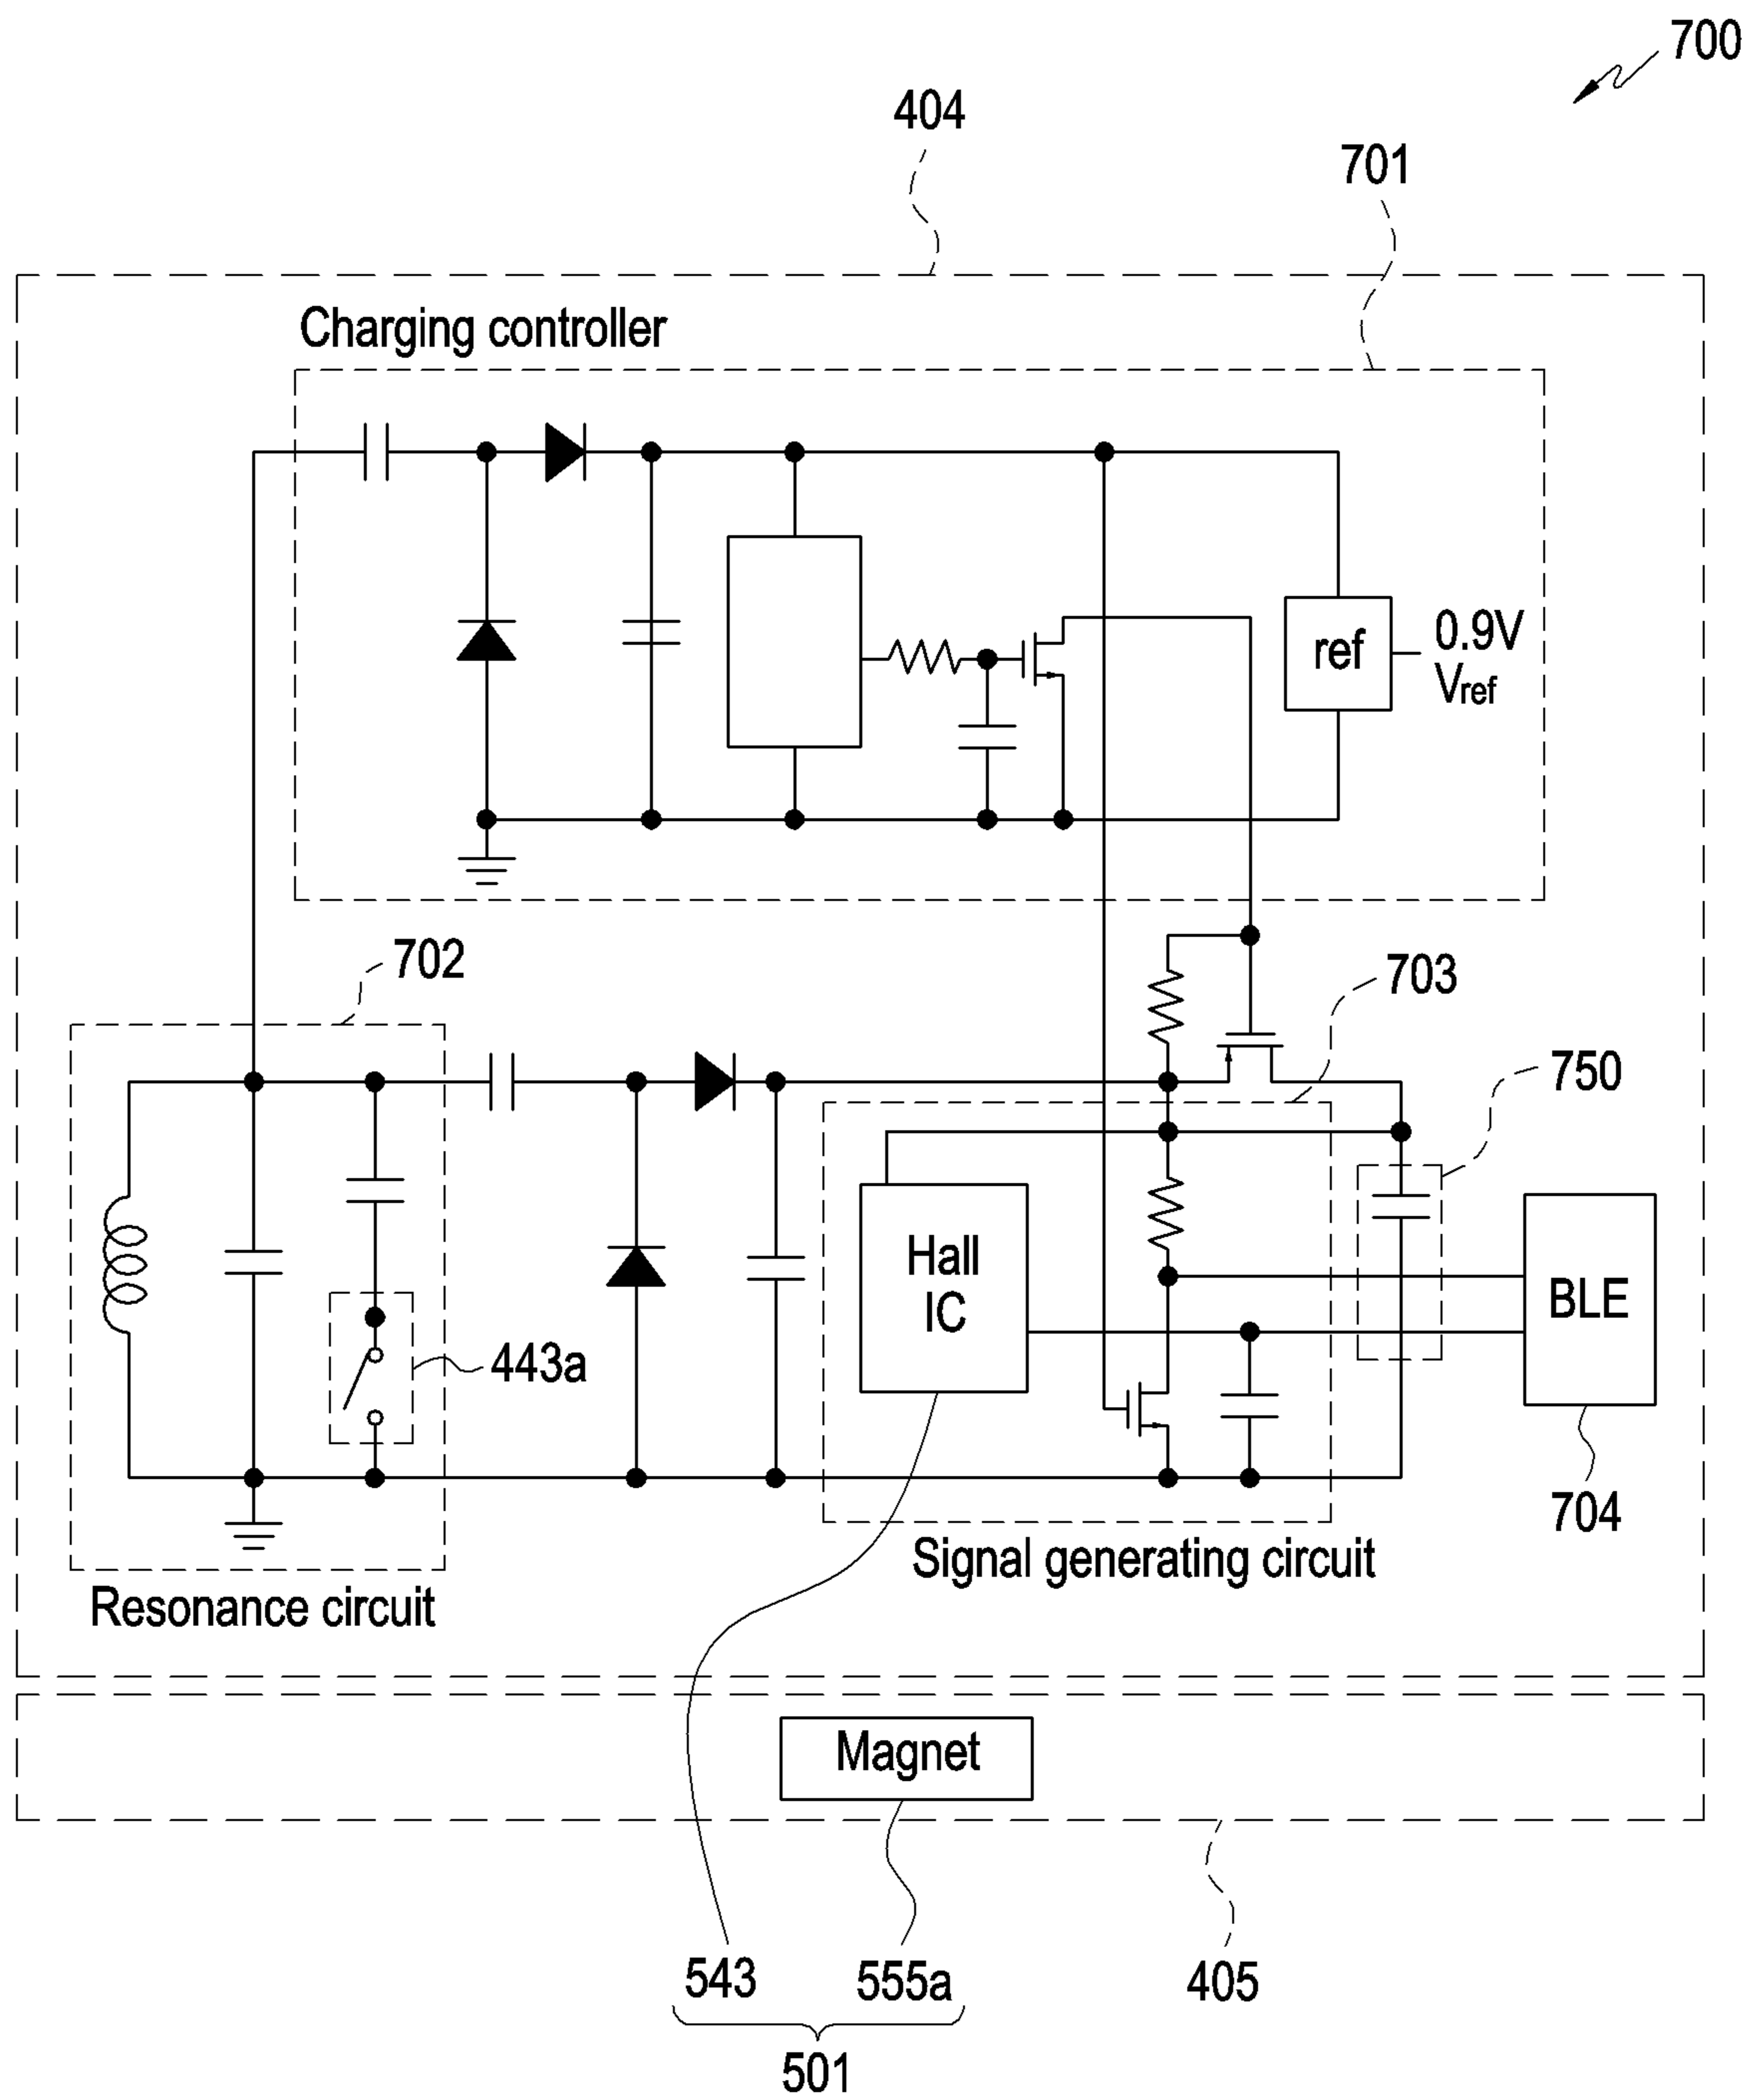 700
404
701
Charging controller
ref
0.9V
Vref
702
703
750
Hall
IC
BLE
443a
704
Signal generating circuit
Resonance circuit
Magnet
543
555a
405
501